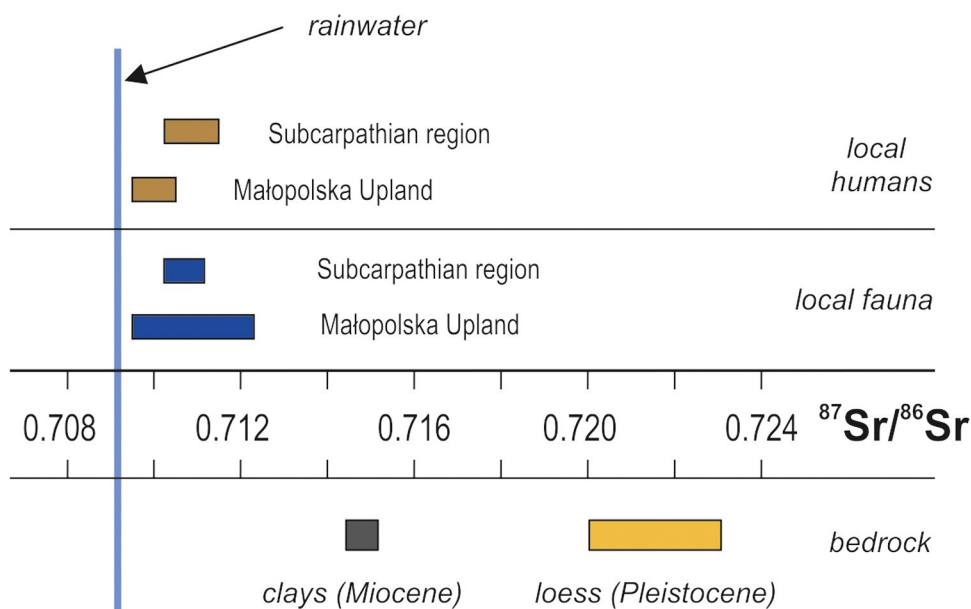 rainwater
Subcarpathian region
Małopolska Upland
local
humans
Subcarpathian region
Małopolska Upland
local fauna
0.708 0.712 0.716 0.720 0.724 ⁸⁷Sr/⁸⁶Sr
bedrock
clays (Miocene) loess (Pleistocene)